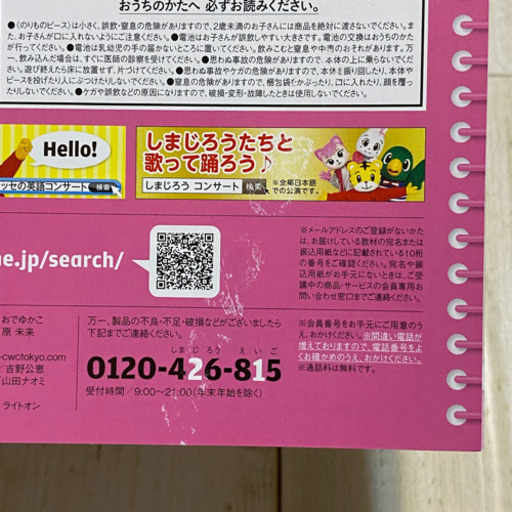 おうちのかたへ 必ずお読みください。
●〈のりものピース〉は小さく、誤飲・窒息の危険がありますので、2歳未満のお子さんには商品を絶対に渡さないでください。ま
た、お子さんが口に入れないようにご注意ください。●電池はお子さんが誤飲しやすい大きさです。電池の交換はおうちのかた
が行ってください。●電池は乳幼児の手の届かないところに置いてください。飲みこむと窒息や中毒のおそれがあります。万
一、飲み込んだ場合は、すぐに医師の診察を受けてください。●思わぬ事故の危険がありますので、本体の上に乗らないでくだ
さい。遊び終えたら床に放置せず、片づけてください。●思わぬ事故やケガの危険がありますので、本体を振り回したり、本体や
ピースを投げたり人にぶつけたりしないでください。●窒息の危険がありますので、梱包袋をかぶったり、口に入れたり、顔を覆っ
たりしないでください。●ケガや誤飲などの原因になりますので、破損・変形・故障したときは使用しないでください。
Hello!
ッセの英語コンサート 検索
しまじろうたちと
歌って踊ろう♪
しまじろう コンサート 検索
※全編日本語
での公演です。
ne.jp/search/
※メールアドレスのご登録がないかた
は、お届けしている教材の宛名または
振込用紙などに記載されている10桁
の番号をご確認ください。宛名や振
込用紙がお手元にないときは、ご受
講中の商品・サービスの会員専用お
問い合わせ窓口までご連絡ください。
おでゆかこ
原 未来
-cwctokyo.com
/吉野公恵
山田ナオミ
ライトオン
万一、製品の不良・不足・破損などがございましたら
下記までご連絡ください。
しまじろう えいご
0120-426-815
受付時間/9:00〜21:00(年末年始を除く)
※会員番号をお手元にご用意のう
え、おかけください。※間違い電話が
増えておりますので、電話番号をよ
くお確かめのうえ、おかけください。
※通話料は無料です。